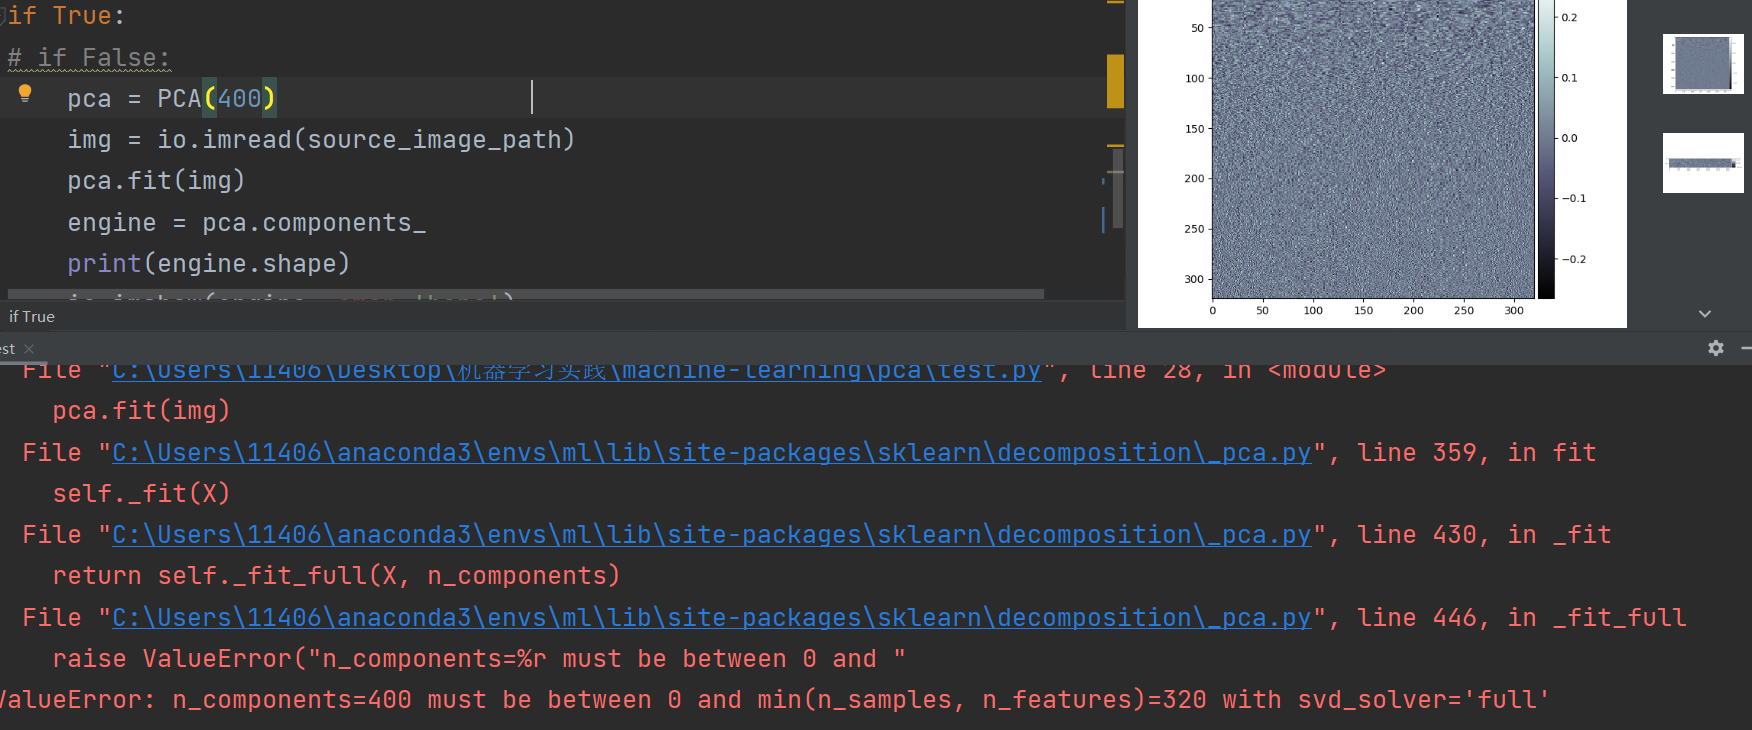 if True:
# if False:
pca = PCA(400)
img = io.imread(source_image_path)
pca.fit(img)
engine = pca.components_
print(engine.shape)
if True
est
File "C:\Users\11406\Desktop\机器学习实践\machine-learning\pca\test.py", line 28, in <module>
pca.fit(img)
File "C:\Users\11406\anaconda3\envs\ml\lib\site-packages\sklearn\decomposition\_pca.py", line 359, in fit
self._fit(X)
File "C:\Users\11406\anaconda3\envs\ml\lib\site-packages\sklearn\decomposition\_pca.py", line 430, in _fit
return self._fit_full(X, n_components)
File "C:\Users\11406\anaconda3\envs\ml\lib\site-packages\sklearn\decomposition\_pca.py", line 446, in _fit_full
raise ValueError("n_components=%r must be between 0 and "
ValueError: n_components=400 must be between 0 and min(n_samples, n_features)=320 with svd_solver='full'
50
100
150
200
250
300
0 50 100 150 200 250 300
0.2
0.1
0.0
−0.1
−0.2